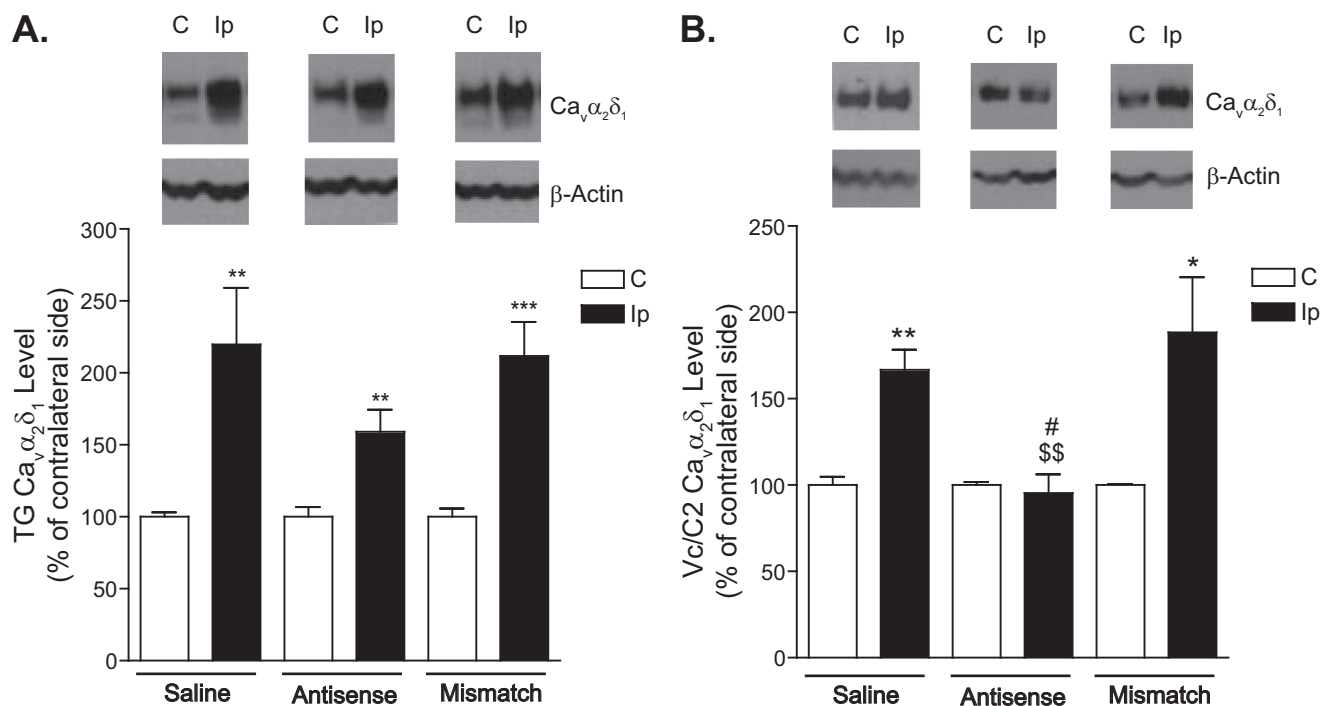 A.
C Ip C Ip C Ip
Caᵥα₂δ₁
β-Actin
300
250
200
150
100
50
0
TG Caᵥα₂δ₁ Level
(% of contralateral side)
**
**
***
C
Ip
Saline Antisense Mismatch
B.
C Ip C Ip C Ip
Caᵥα₂δ₁
β-Actin
250
200
150
100
50
0
Vc/C2 Caᵥα₂δ₁ Level
(% of contralateral side)
**
#
$$
*
C
Ip
Saline Antisense Mismatch